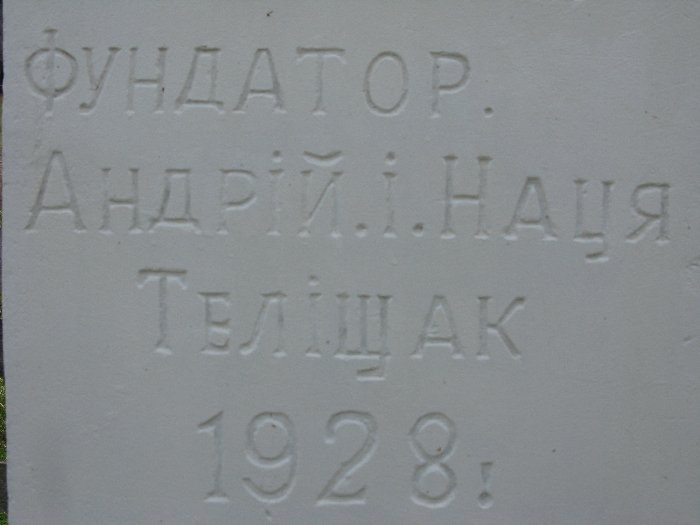 Фундатор.
Андрій.і.Наця
Теліщак
1928!